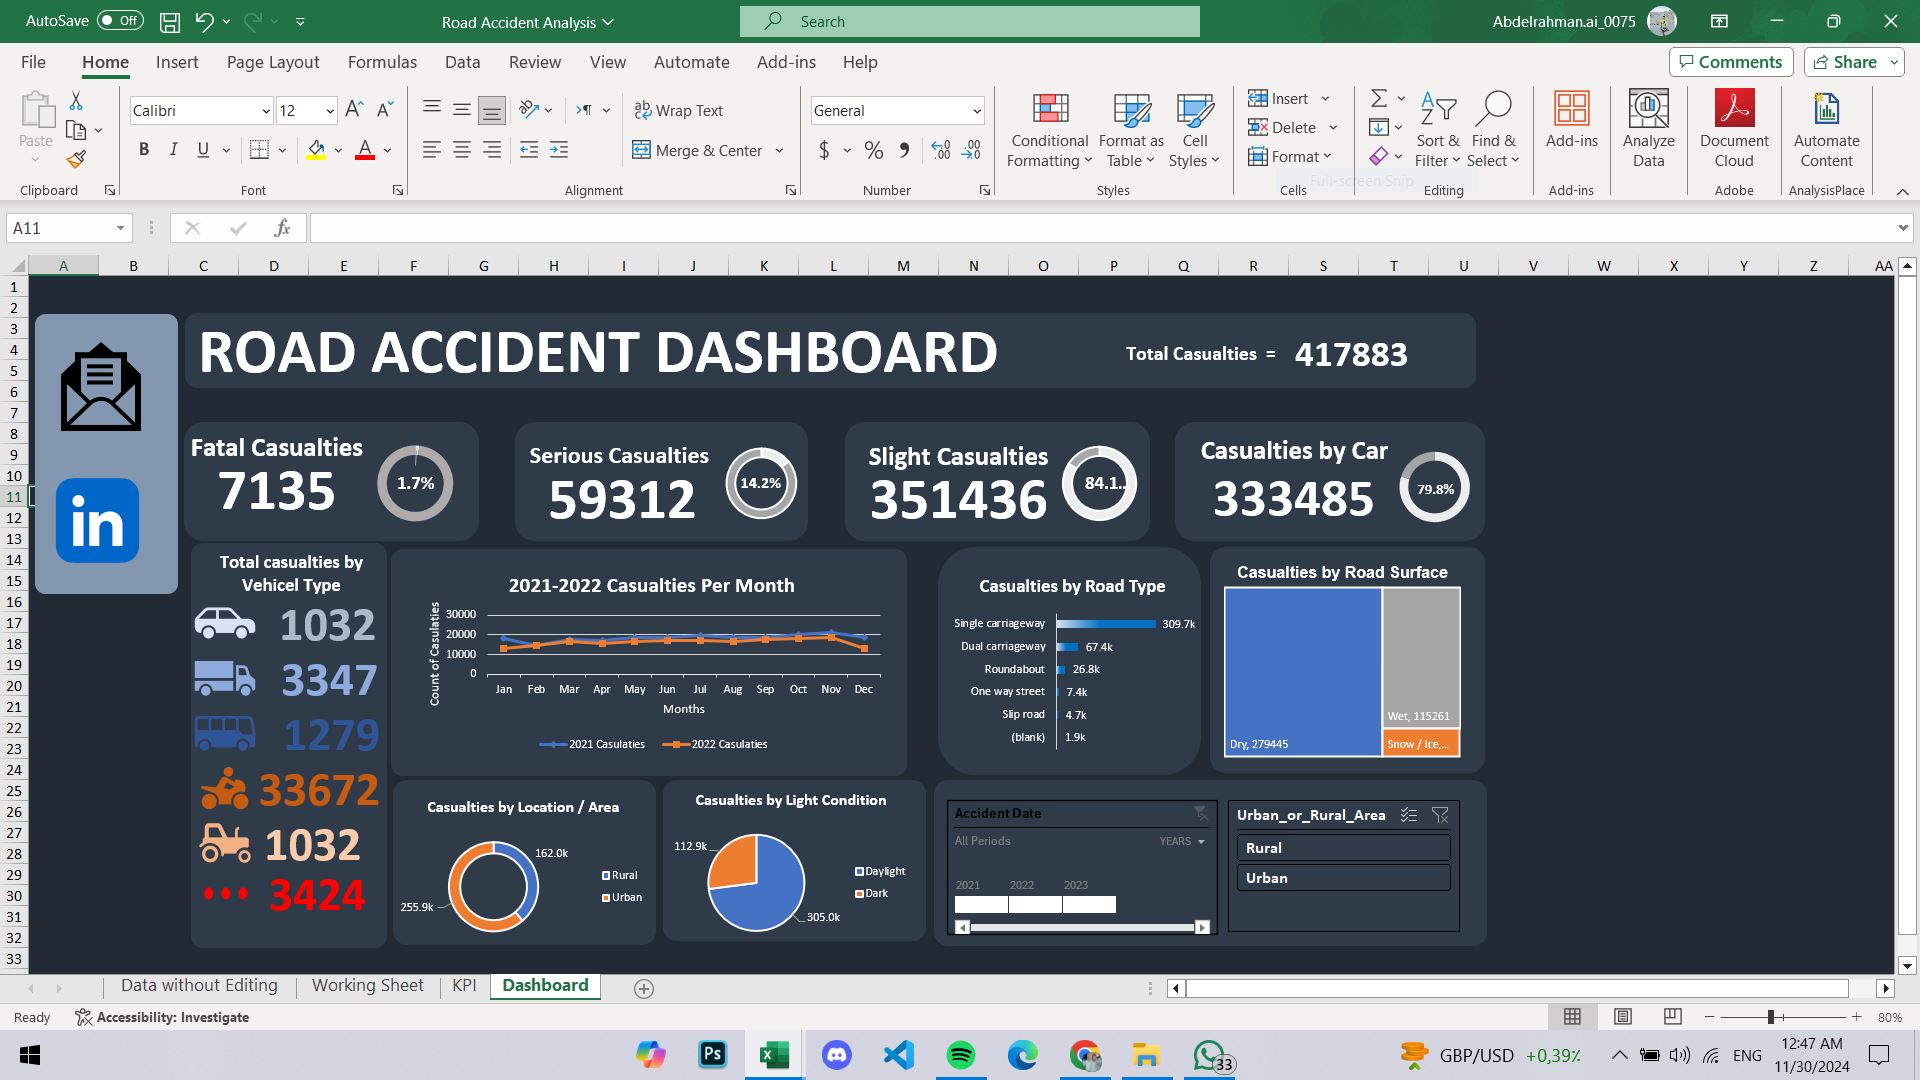 AutoSave Off
Road Accident Analysis
Search
Abdelrahman.ai_0075
File Home Insert Page Layout Formulas Data Review View Automate Add-ins Help
Comments
Share
Paste
Clipboard
Calibri 12
B I U
Font
Wrap Text
Merge & Center
Alignment
General
$ % 9
Number
Conditional Formatting
Format as Table
Cell Styles
Styles
Insert
Delete
Format
Cells
Full-screen Snip
Sort & Filter
Find & Select
Editing
Add-ins
Add-ins
Analyze Data
Document Cloud
Adobe
Automate Content
AnalysisPlace
A11
fx
A B C D E F G H I J K L M N O P Q R S T U V W X Y Z AA
1
2
3
4
5
6
7
8
9
10
11
12
13
14
15
16
17
18
19
20
21
22
23
24
25
26
27
28
29
30
31
32
33
in
ROAD ACCIDENT DASHBOARD
Total Casualties = 417883
Fatal Casualties
7135
1.7%
Serious Casualties
59312
14.2%
Slight Casualties
351436
84.1...
Casualties by Car
333485
79.8%
Total casualties by
Vehicel Type
1032
3347
1279
33672
1032
3424
2021-2022 Casualties Per Month
Count of Casulaties
30000
20000
10000
0
Jan Feb Mar Apr May Jun Jul Aug Sep Oct Nov Dec
Months
2021 Casulaties 2022 Casulaties
Casualties by Road Type
Single carriageway 309.7k
Dual carriageway 67.4k
Roundabout 26.8k
One way street 7.4k
Slip road 4.7k
(blank) 1.9k
Casualties by Road Surface
Dry, 279445
Wet, 115261
Snow / Ice,...
Casualties by Location / Area
162.0k
255.9k
Rural
Urban
Casualties by Light Condition
112.9k
305.0k
Daylight
Dark
Accident Date
All Periods YEARS
2021 2022 2023
Urban_or_Rural_Area
Rural
Urban
Data without Editing Working Sheet KPI Dashboard
Ready
Accessibility: Investigate
80%
Ps
33
GBP/USD +0,39%
ENG
12:47 AM
11/30/2024